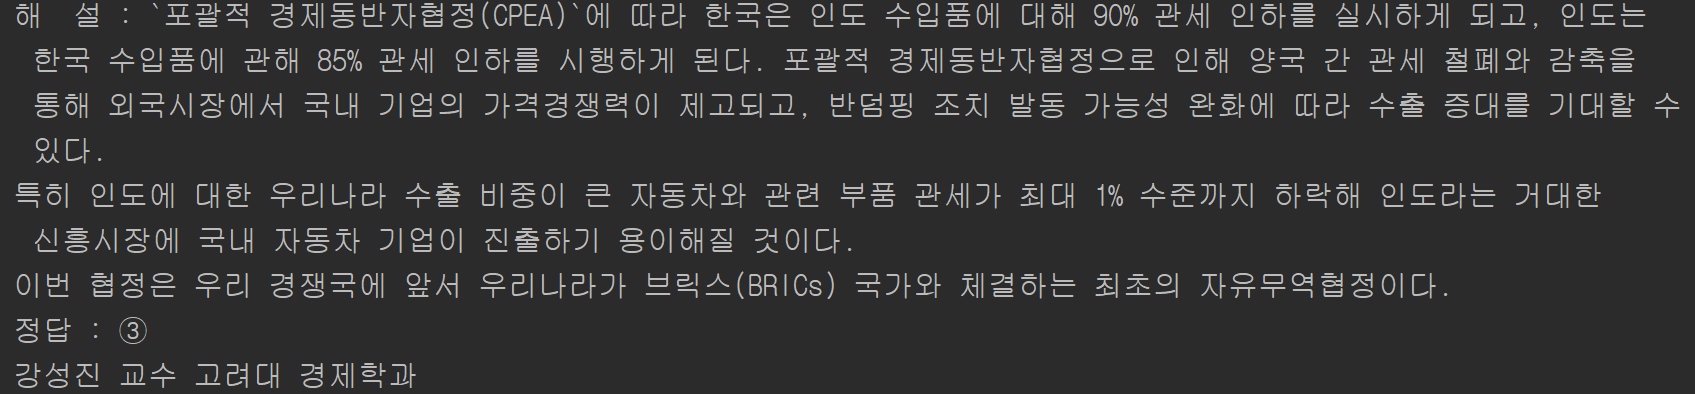 해  설 : `포괄적 경제동반자협정(CPEA)`에 따라 한국은 인도 수입품에 대해 90% 관세 인하를 실시하게 되고, 인도는
한국 수입품에 관해 85% 관세 인하를 시행하게 된다. 포괄적 경제동반자협정으로 인해 양국 간 관세 철폐와 감축을
통해 외국시장에서 국내 기업의 가격경쟁력이 제고되고, 반덤핑 조치 발동 가능성 완화에 따라 수출 증대를 기대할 수
있다.
특히 인도에 대한 우리나라 수출 비중이 큰 자동차와 관련 부품 관세가 최대 1% 수준까지 하락해 인도라는 거대한
신흥시장에 국내 자동차 기업이 진출하기 용이해질 것이다.
이번 협정은 우리 경쟁국에 앞서 우리나라가 브릭스(BRICs) 국가와 체결하는 최초의 자유무역협정이다.
정답 : ③
강성진 교수 고려대 경제학과